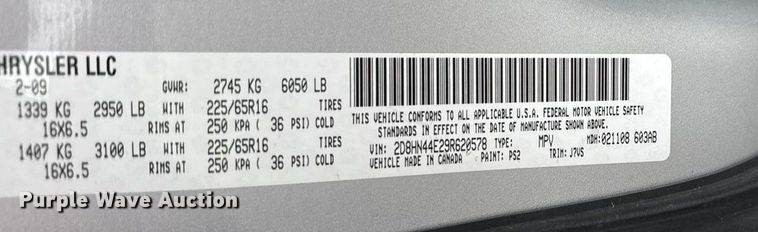 HRYSLER LLC
2-09 GVWR: 2745 KG 6050 LB
1339 KG 2950 LB WITH 225/65R16 TIRES
16X6.5 RIMS AT 250 KPA ( 36 PSI) COLD
1407 KG 3100 LB WITH 225/65R16 TIRES
16X6.5 RIMS AT 250 KPA ( 36 PSI) COLD
THIS VEHICLE CONFORMS TO ALL APPLICABLE U.S.A. FEDERAL MOTOR VEHICLE SAFETY
STANDARDS IN EFFECT ON THE DATE OF MANUFACTURE SHOWN ABOVE.
VIN: 2D8HN44E29R620578 TYPE: MPV MDH: 021108 603AB
VEHICLE MADE IN CANADA PAINT: PS2 TRIM: J7VS
Purple Wave Auction